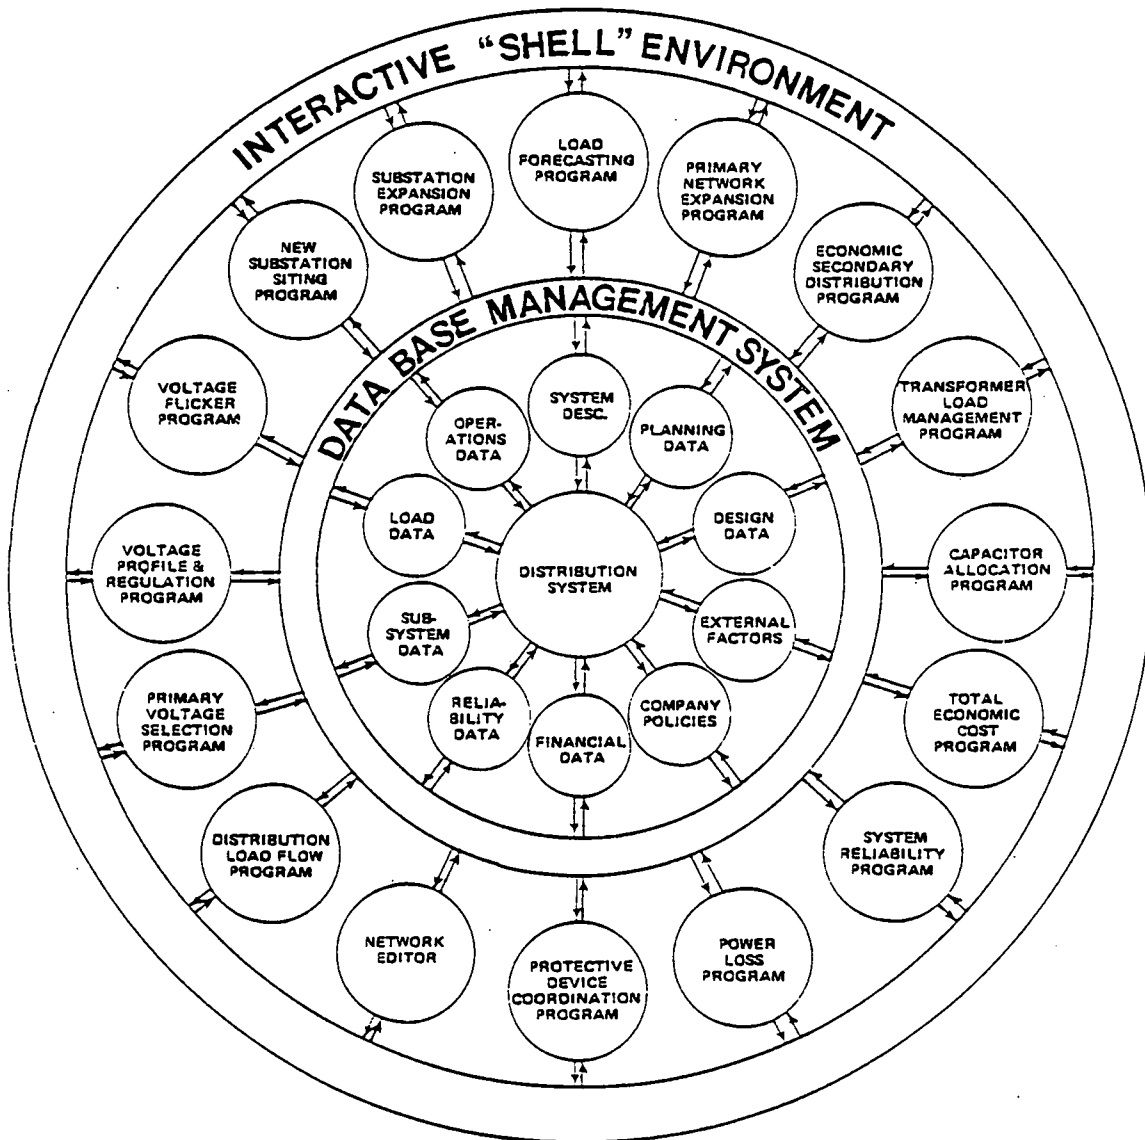 INTERACTIVE “SHELL” ENVIRONMENT
LOAD
FORECASTING
PROGRAM
PRIMARY
NETWORK
EXPANSION
PROGRAM
ECONOMIC
SECONDARY
DISTRIBUTION
PROGRAM
TRANSFORMER
LOAD
MANAGEMENT
PROGRAM
CAPACITOR
ALLOCATION
PROGRAM
TOTAL
ECONOMIC
COST
PROGRAM
SYSTEM
RELIABILITY
PROGRAM
POWER
LOSS
PROGRAM
PROTECTIVE
DEVICE
COORDINATION
PROGRAM
NETWORK
EDITOR
DISTRIBUTION
LOAD FLOW
PROGRAM
PRIMARY
VOLTAGE
SELECTION
PROGRAM
VOLTAGE
PROFILE &
REGULATION
PROGRAM
VOLTAGE
FLICKER
PROGRAM
NEW
SUBSTATION
SITING
PROGRAM
SUBSTATION
EXPANSION
PROGRAM
DATA BASE MANAGEMENT SYSTEM
SYSTEM
DESC.
PLANNING
DATA
DESIGN
DATA
EXTERNAL
FACTORS
COMPANY
POLICIES
FINANCIAL
DATA
RELIA-
BILITY
DATA
SUB-
SYSTEM
DATA
LOAD
DATA
OPER-
ATIONS
DATA
DISTRIBUTION
SYSTEM